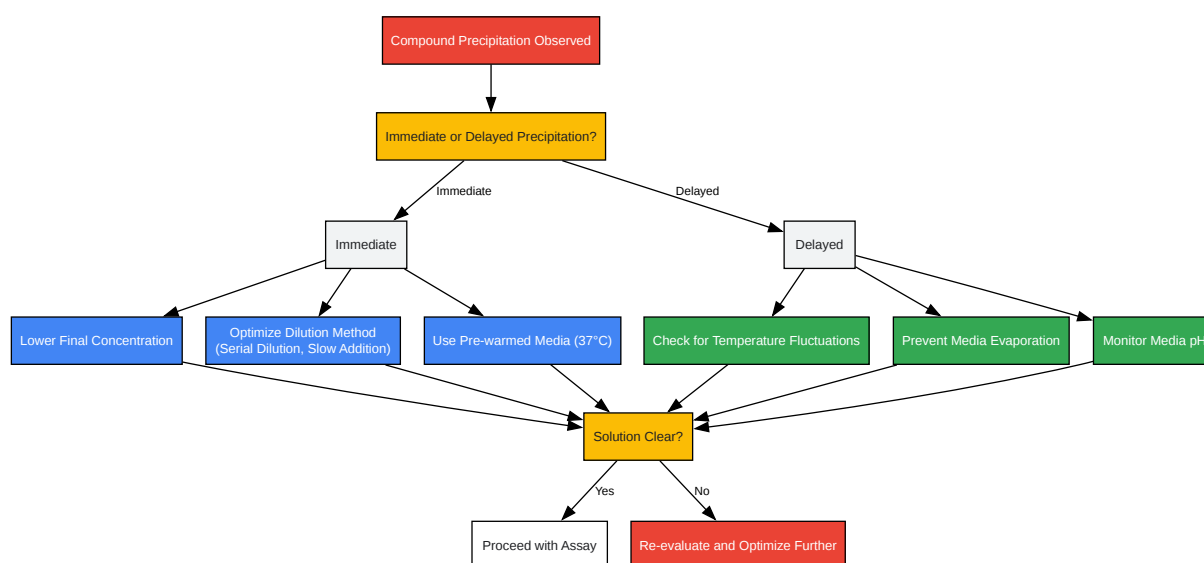 Compound Precipitation Observed
Immediate or Delayed Precipitation?
Immediate
Delayed
Immediate
Delayed
Lower Final Concentration
Optimize Dilution Method
(Serial Dilution, Slow Addition)
Use Pre-warmed Media (37°C)
Check for Temperature Fluctuations
Prevent Media Evaporation
Monitor Media pH
Solution Clear?
Yes
No
Proceed with Assay
Re-evaluate and Optimize Further